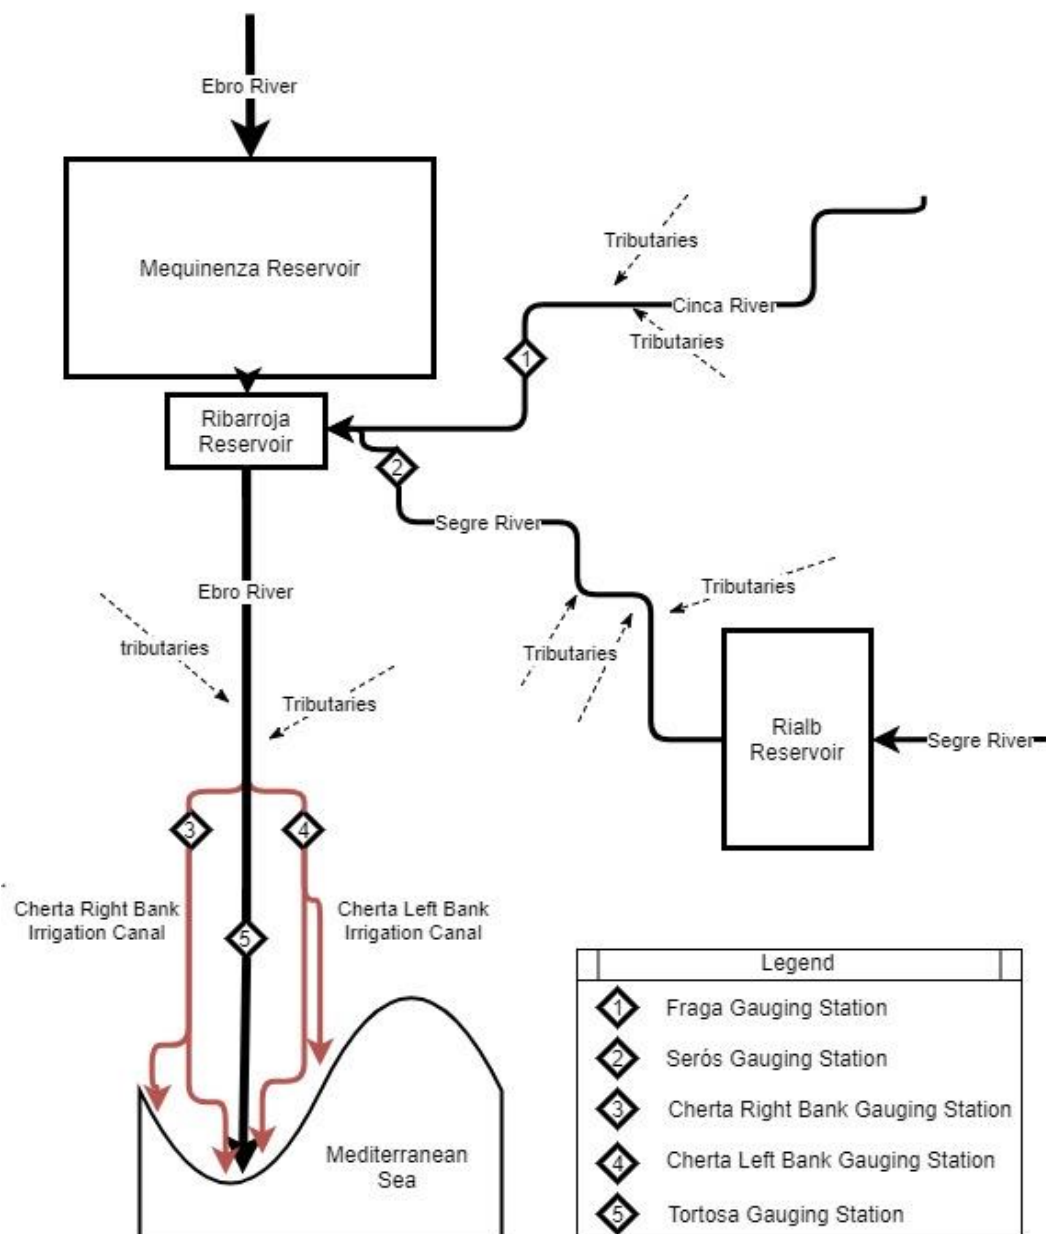 Ebro River
Mequinenza Reservoir
Tributaries
Cinca River
Tributaries
1
Ribarroja
Reservoir
2
Segre River
Ebro River
Tributaries
tributaries
Tributaries
Tributaries
Rialb
Reservoir
Segre River
3
4
Cherta Right Bank
Irrigation Canal
Cherta Left Bank
Irrigation Canal
5
Mediterranean
Sea
Legend
1 Fraga Gauging Station
2 Serós Gauging Station
3 Cherta Right Bank Gauging Station
4 Cherta Left Bank Gauging Station
5 Tortosa Gauging Station